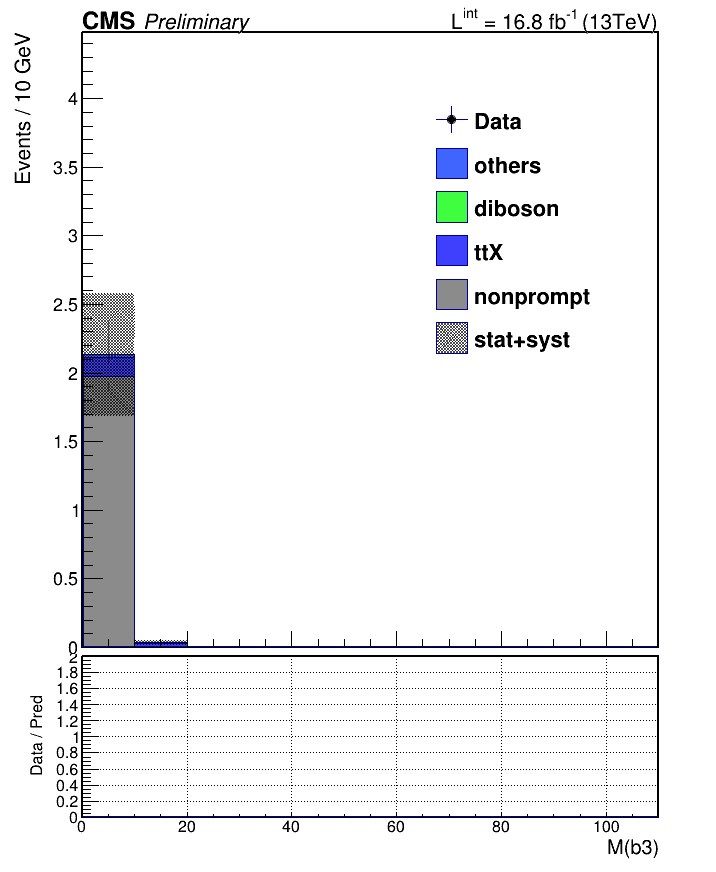 CMS Preliminary
L^int = 16.8 fb^-1 (13TeV)
Events / 10 GeV
4
3.5
3
2.5
2
1.5
1
0.5
0
Data
others
diboson
ttX
nonprompt
stat+syst
Data / Pred
2
1.8
1.6
1.4
1.2
1
0.8
0.6
0.4
0.2
0
0 20 40 60 80 100
M(b3)